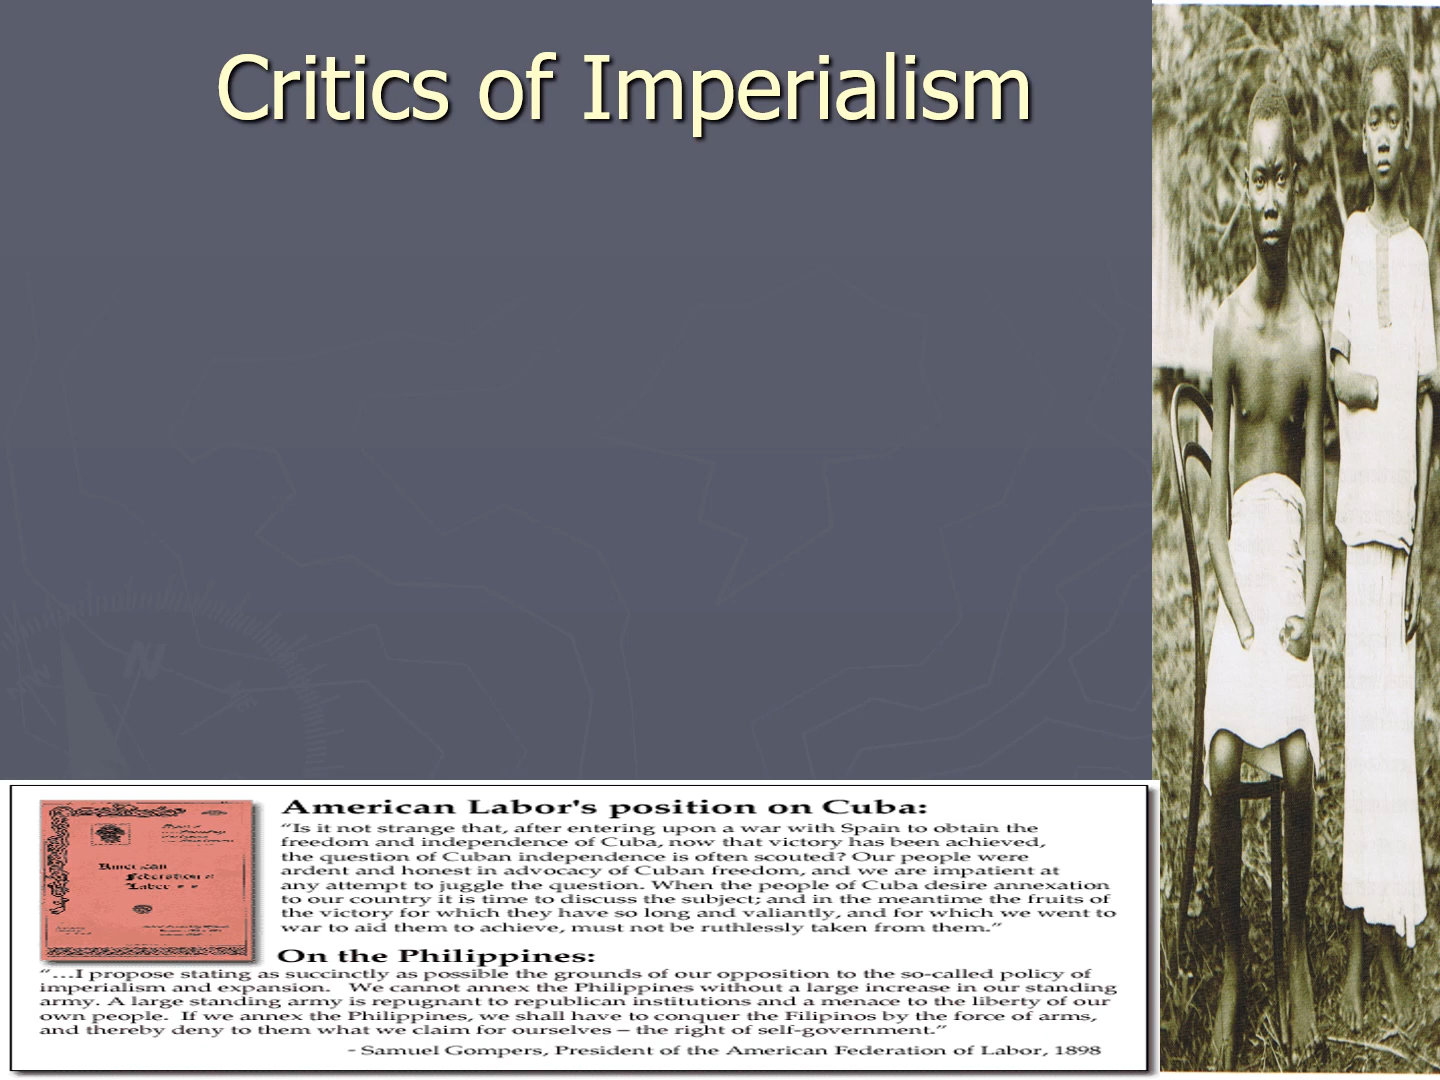 Critics of Imperialism
American Labor's position on Cuba:
“Is it not strange that, after entering upon a war with Spain to obtain the
freedom and independence of Cuba, now that victory has been achieved,
the question of Cuban independence is often scouted? Our people were
ardent and honest in advocacy of Cuban freedom, and we are impatient at
any attempt to juggle the question. When the people of Cuba desire annexation
to our country it is time to discuss the subject; and in the meantime the fruits of
the victory for which they have so long and valiantly, and for which we went to
war to aid them to achieve, must not be ruthlessly taken from them.”
American
Federation of
Labor
On the Philippines:
“…I propose stating as succinctly as possible the grounds of our opposition to the so-called policy of
imperialism and expansion. We cannot annex the Philippines without a large increase in our standing
army. A large standing army is repugnant to republican institutions and a menace to the liberty of our
own people. If we annex the Philippines, we shall have to conquer the Filipinos by the force of arms,
and thereby deny to them what we claim for ourselves – the right of self-government.”
- Samuel Gompers, President of the American Federation of Labor, 1898
N